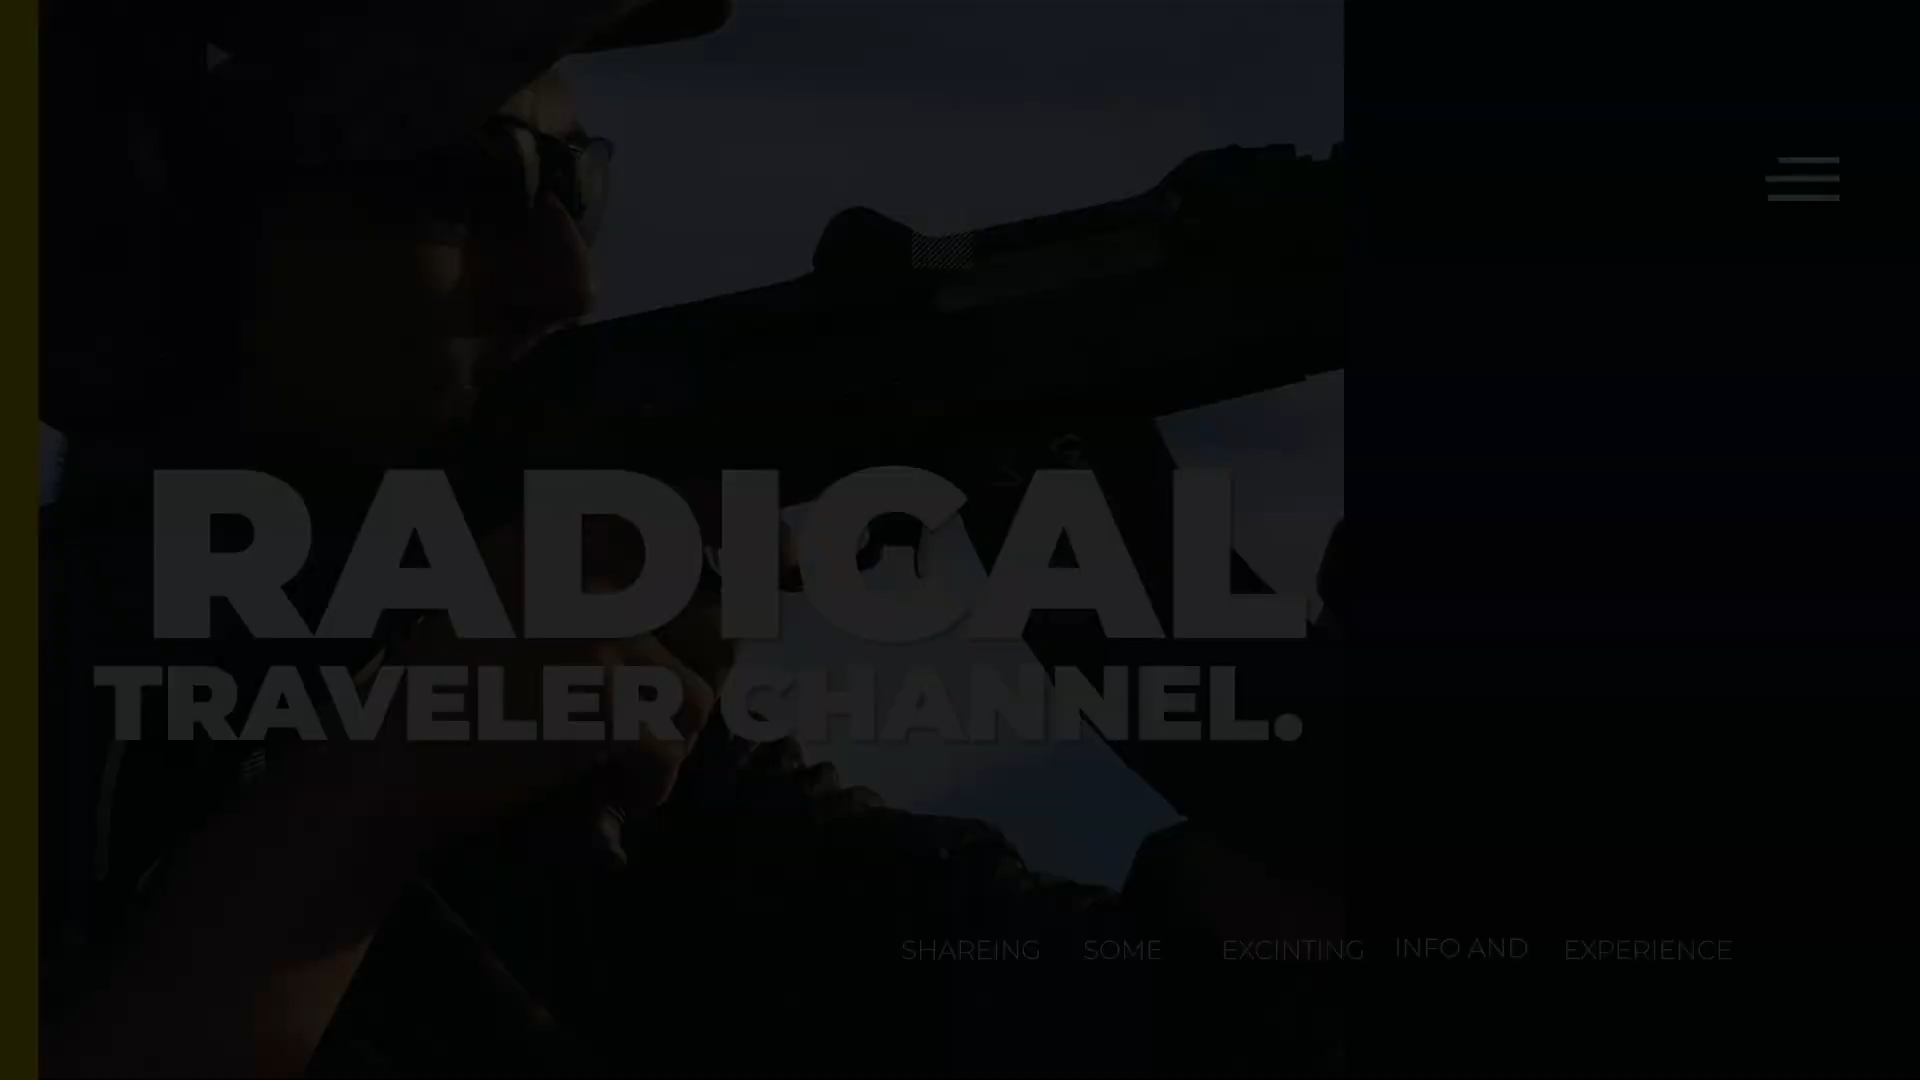 RADICAL
TRAVELER CHANNEL.
SHAREING SOME EXCINTING INFO AND EXPERIENCE